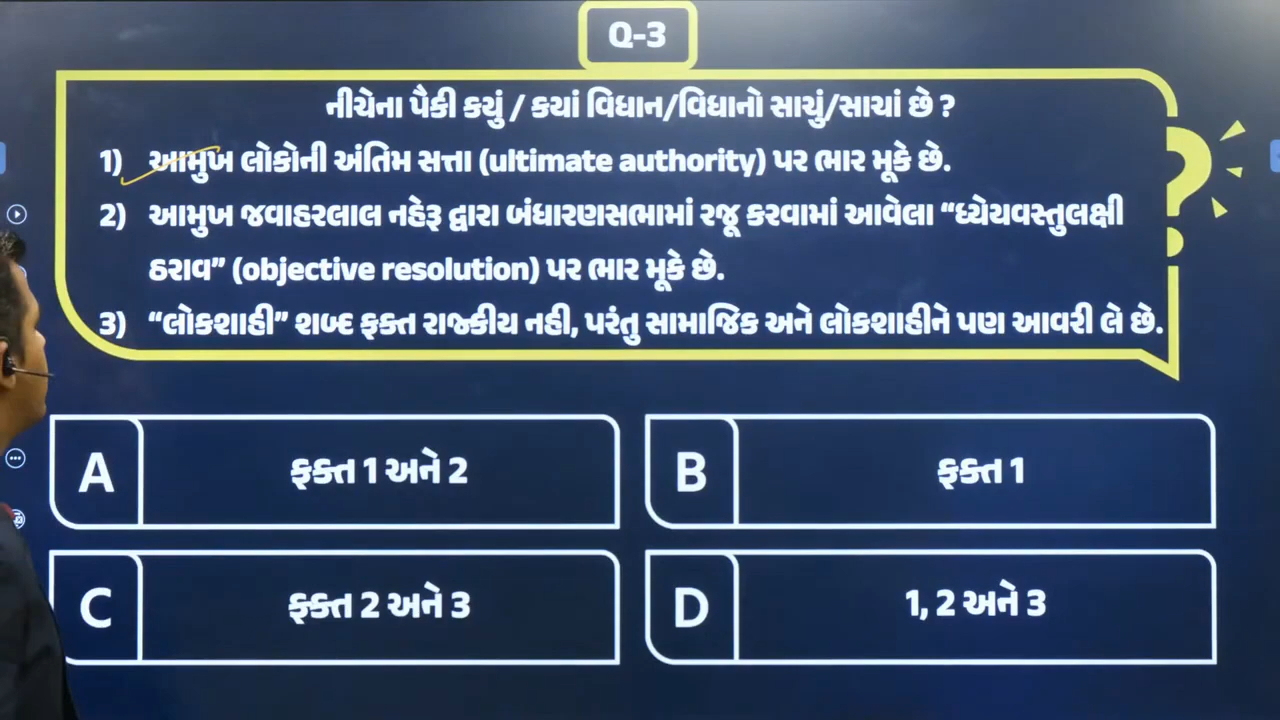 Q-3
નીચેના પૈકી કયું / કયાં વિધાન/વિધાનો સાચું/સાચાં છે ?
1) આમુખ લોકોની અંતિમ સત્તા (ultimate authority) પર ભાર મૂકે છે.
2) આમુખ જવાહરલાલ નહેરૂ દ્વારા બંધારણસભામાં રજૂ કરવામાં આવેલા “ધ્યેયવસ્તુલક્ષી
ઠરાવ” (objective resolution) પર ભાર મૂકે છે.
3) “લોકશાહી” શબ્દ ફક્ત રાજકીય નહી, પરંતુ સામાજિક અને લોકશાહીને પણ આવરી લે છે.
A ફક્ત 1 અને 2
B ફક્ત 1
C ફક્ત 2 અને 3
D 1, 2 અને 3